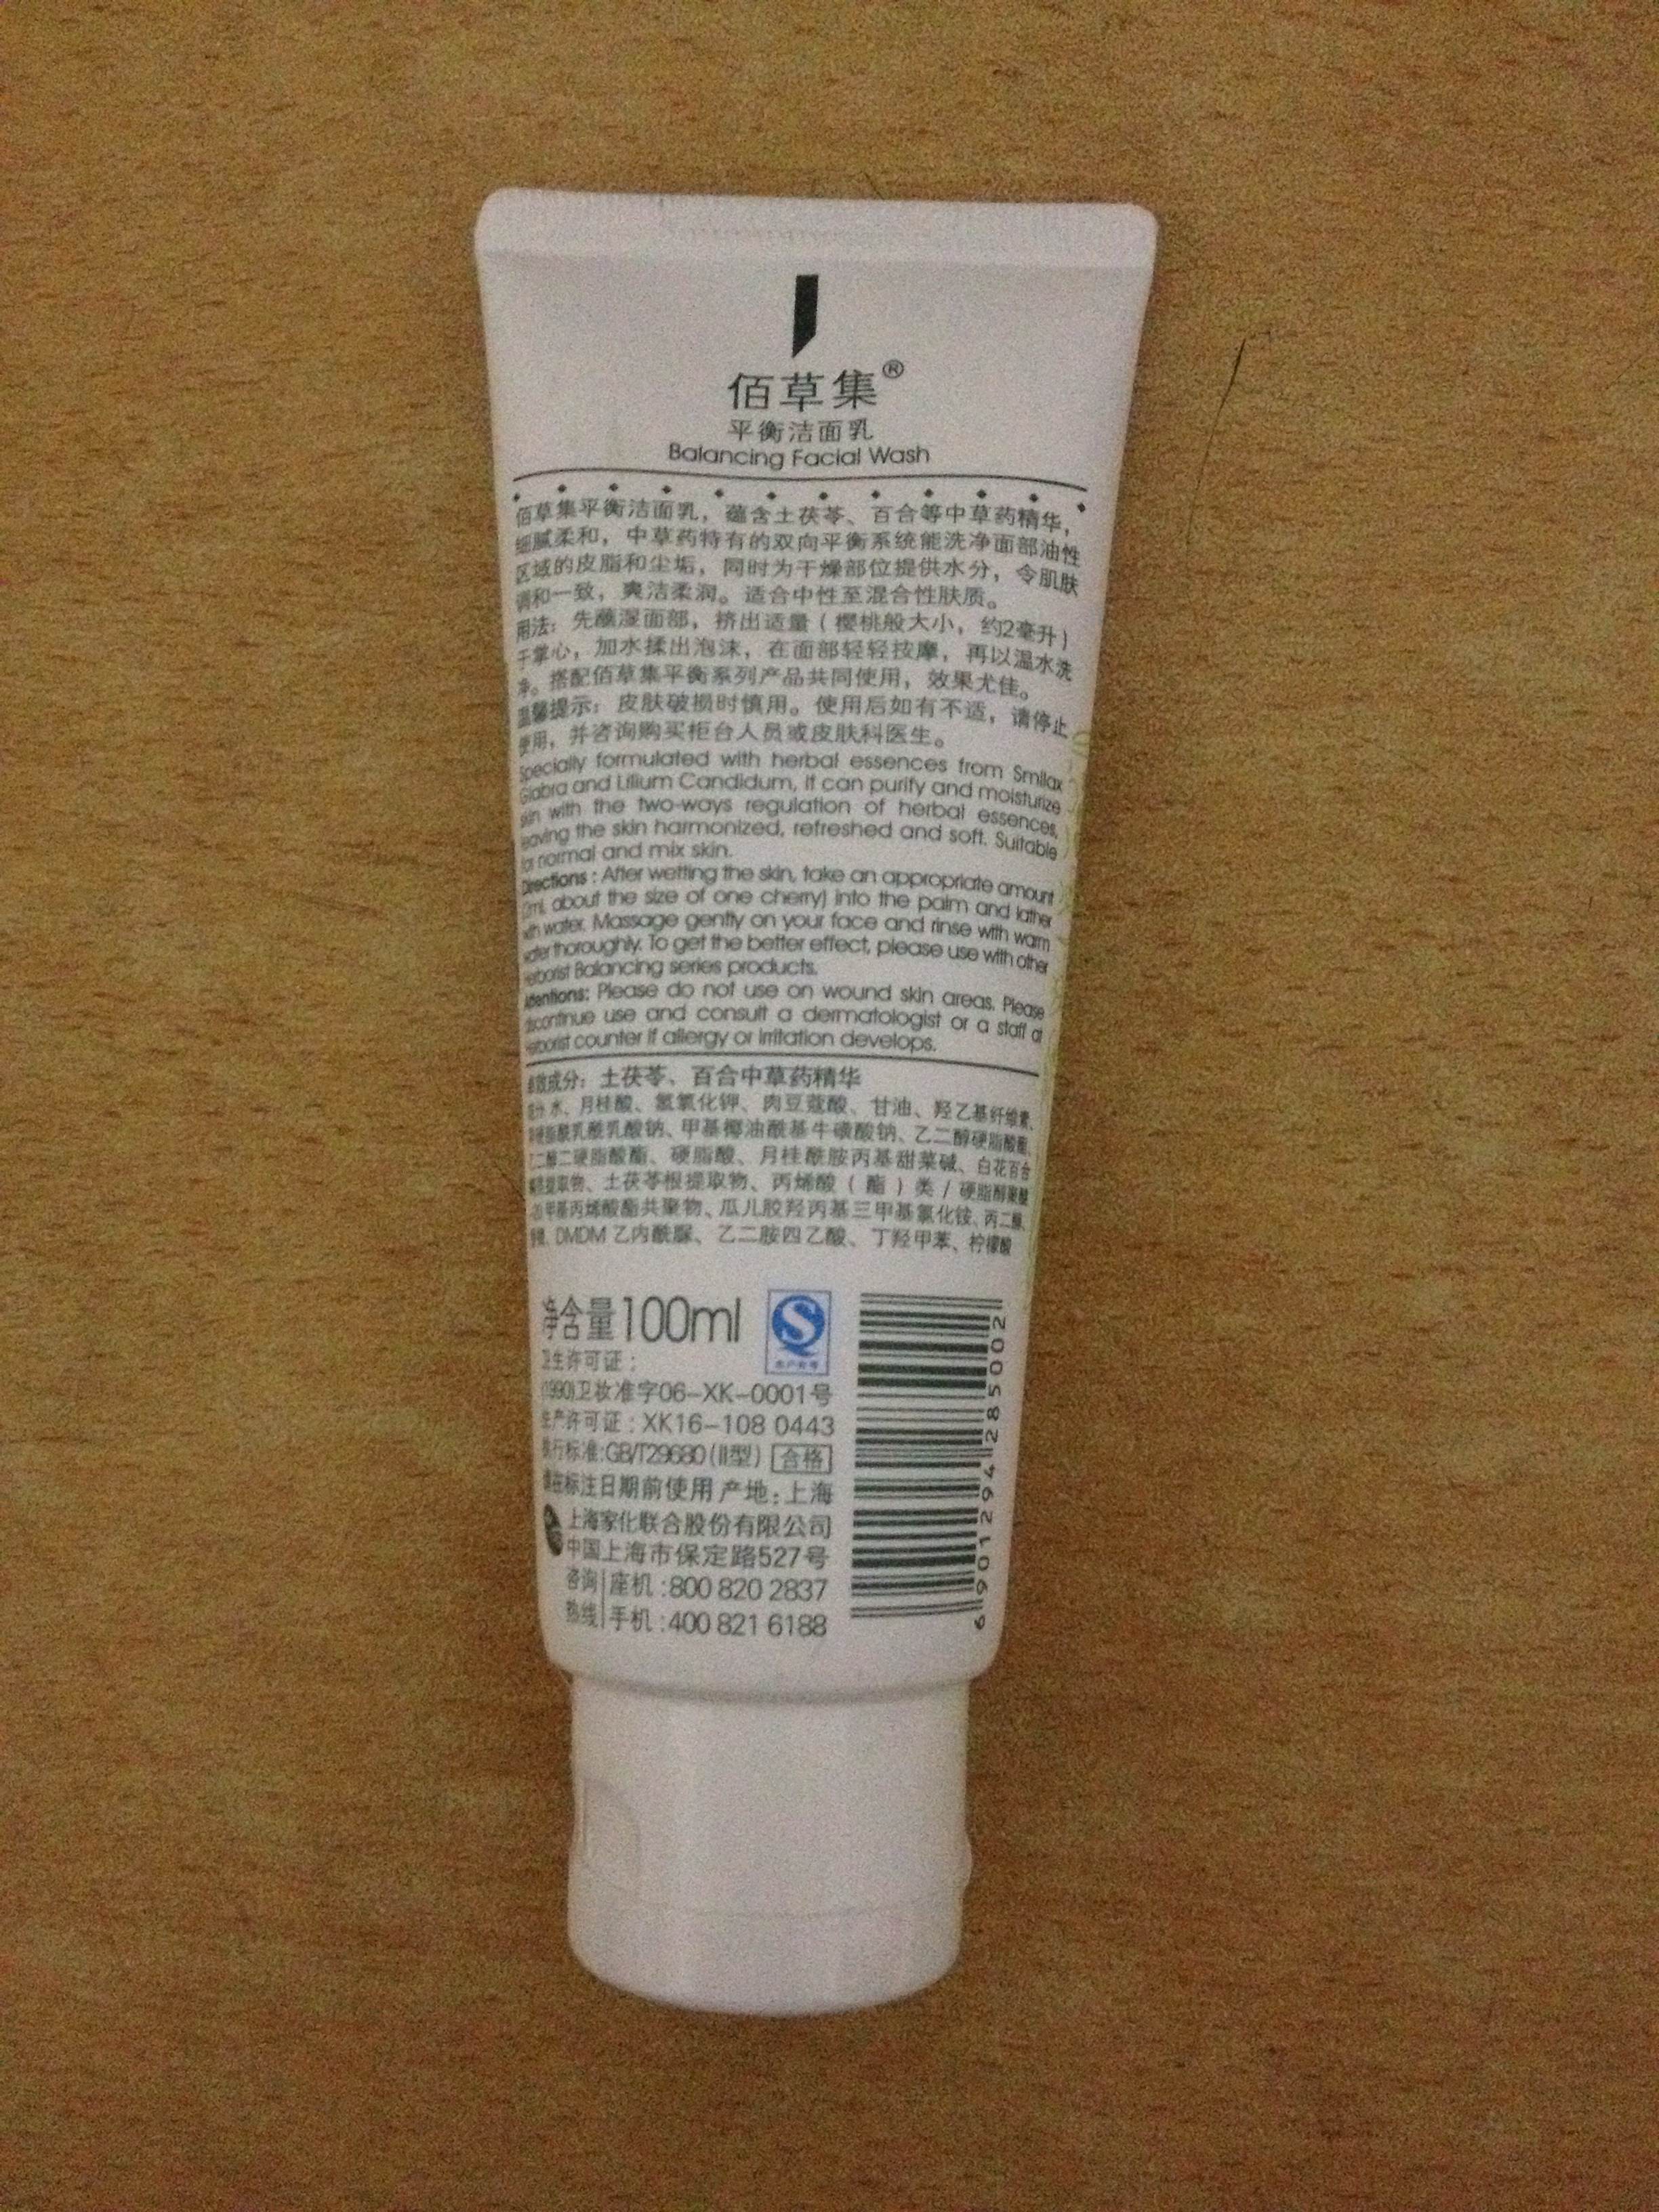 佰草集®
平衡洁面乳
Balancing Facial Wash
佰草集平衡洁面乳，蕴含土茯苓、百合等中草药精华，
细腻柔和，中草药特有的双向平衡系统能洗净面部油性
区域的皮脂和尘垢，同时为干燥部位提供水分，令肌肤
调和一致，爽洁柔润。适合中性至混合性肤质。
用法：先蘸湿面部，挤出适量（樱桃般大小，约2毫升）
于掌心，加水揉出泡沫，在面部轻轻按摩，再以温水洗
净。搭配佰草集平衡系列产品共同使用，效果尤佳。
温馨提示：皮肤破损时慎用。使用后如有不适，请停止
使用，并咨询购买柜台人员或皮肤科医生。
Specially formulated with herbal essences from Smilax
Glabra and Lilium Candidum, it can purify and moisturize
skin with the two-ways regulation of herbal essences,
leaving the skin harmonized, refreshed and soft. Suitable
for normal and mix skin.
Directions : After wetting the skin, take an appropriate amount
about the size of one cherry) into the palm and lather
with water. Massage gently on your face and rinse with warm
water thoroughly. To get the better effect, please use with other
Herborist Balancing series products.
Attentions: Please do not use on wound skin areas. Please
discontinue use and consult a dermatologist or a staff at
Herborist counter if allergy or irritation develops.
有效成分：土茯苓、百合中草药精华
水、月桂酸、氢氧化钾、肉豆蔻酸、甘油、羟乙基纤维素、
硬脂酰乳酰乳酸钠、甲基椰油酰基牛磺酸钠、乙二醇硬脂酸酯、
乙二醇二硬脂酸酯、硬脂酸、月桂酰胺丙基甜菜碱、白花百合
提取物、土茯苓根提取物、丙烯酸（酯）类/硬脂醇聚醚
-20甲基丙烯酸酯共聚物、瓜儿胶羟丙基三甲基氯化铵、丙二醇、
DMDM 乙内酰脲、乙二胺四乙酸、丁羟甲苯、柠檬酸
净含量100ml
卫生许可证：
(1990)卫妆准字06-XK-0001号
生产许可证：XK16-108 0443
执行标准:GB/T29680(II型) 合格
请在标注日期前使用 产地：上海
上海家化联合股份有限公司
中国上海市保定路527号
咨询 座机:800 820 2837
热线 手机:400 821 6188
6 901294 285002